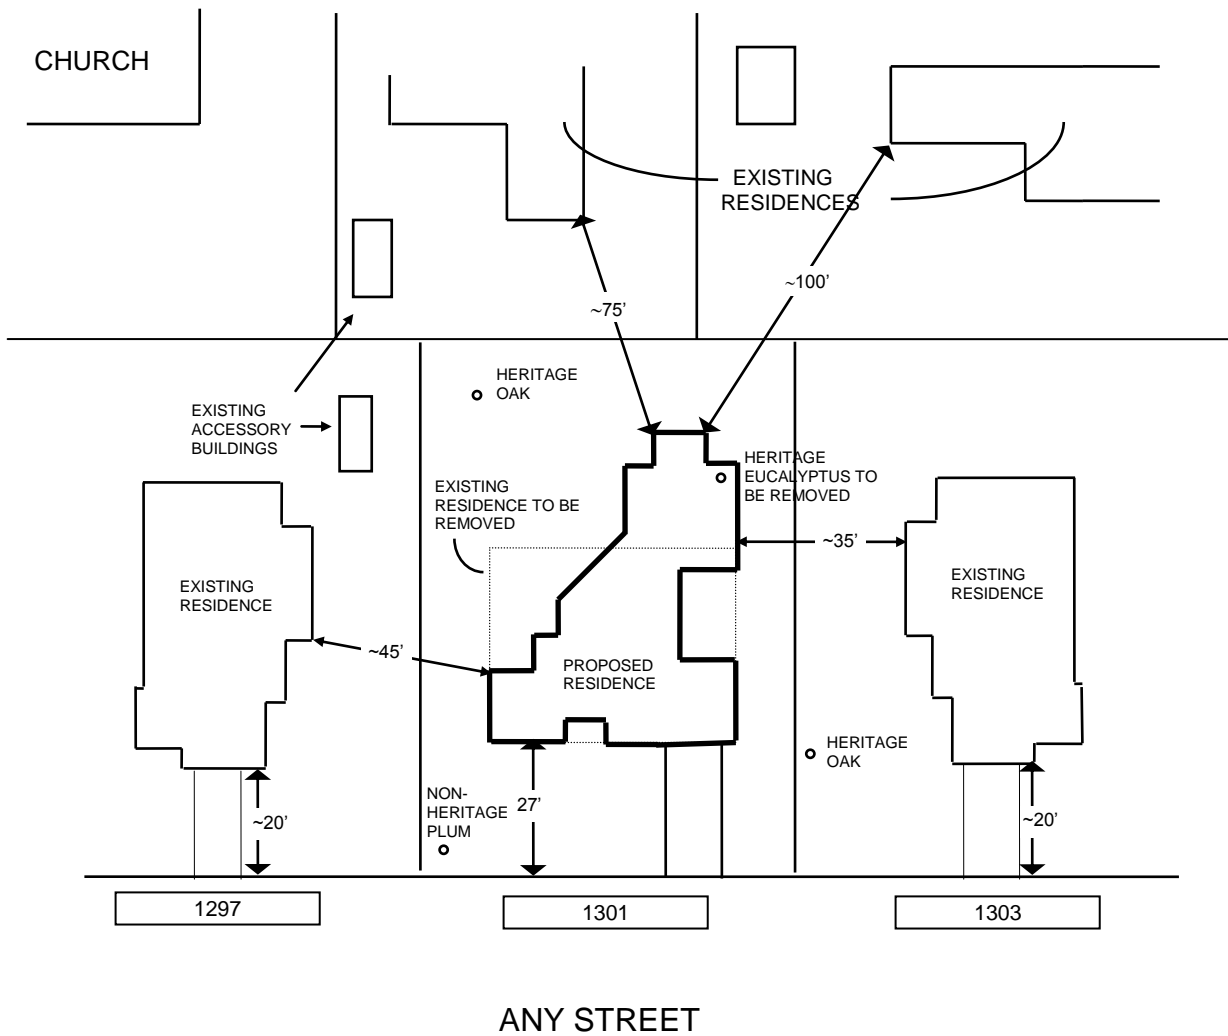 CHURCH
EXISTING
RESIDENCES
~100’
~75’
HERITAGE
OAK
EXISTING
ACCESSORY
BUILDINGS
HERITAGE
EUCALYPTUS TO
BE REMOVED
EXISTING
RESIDENCE TO BE
REMOVED
~35’
EXISTING
RESIDENCE
EXISTING
RESIDENCE
~45’
PROPOSED
RESIDENCE
HERITAGE
OAK
NON-
HERITAGE
PLUM
27’
~20’
~20’
1297
1301
1303
ANY STREET